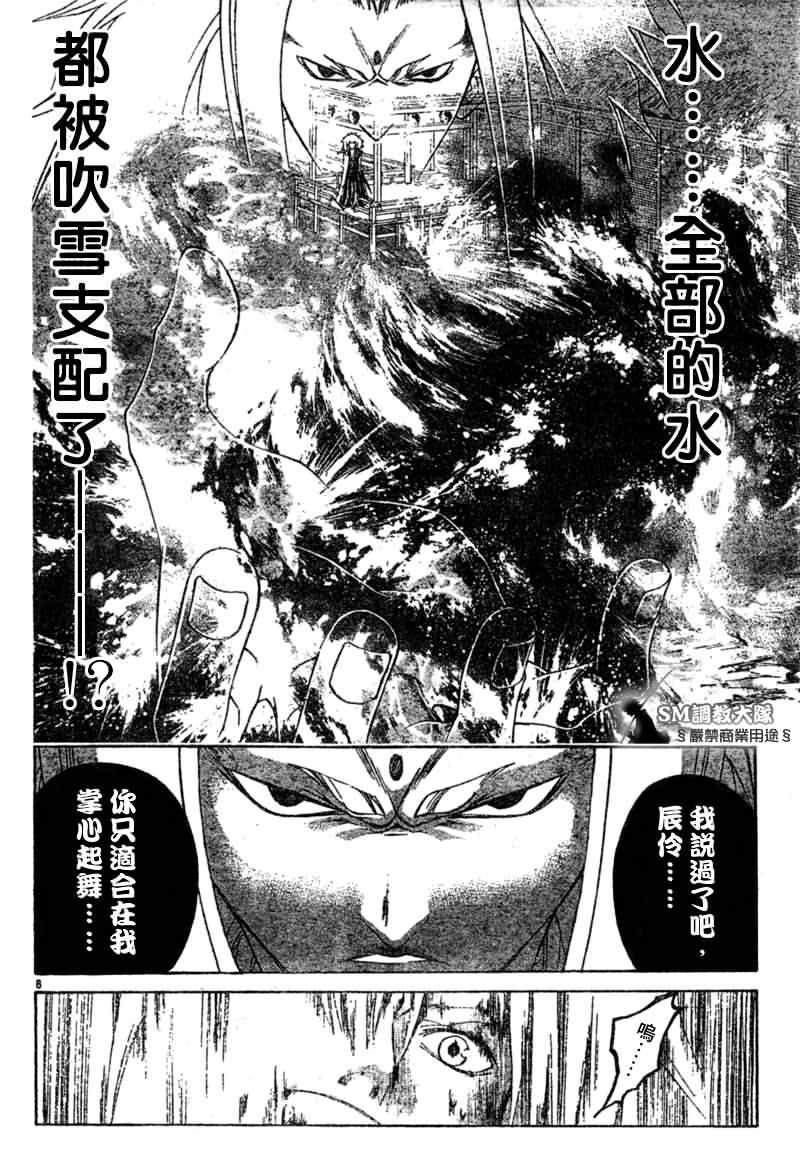 水……全部的水
都被吹雪支配了————!?
SM調教大隊
§嚴禁商業用途§
我說過了吧，
辰伶……
你只適合在我
掌心起舞……
6
嗚……